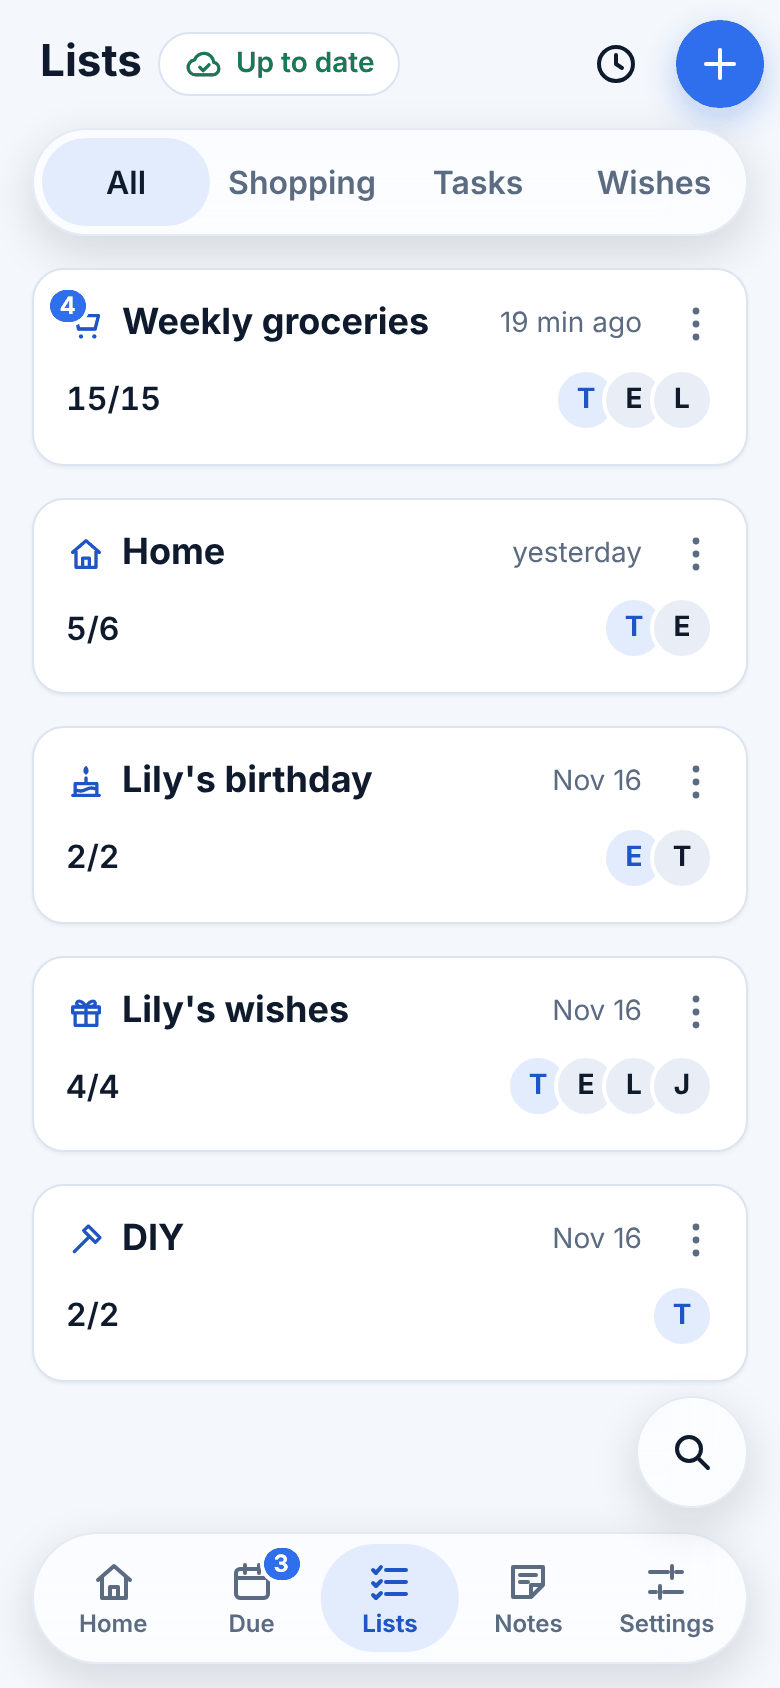 Lists
Up to date
All Shopping Tasks Wishes
4
Weekly groceries 19 min ago
15/15 T E L
Home yesterday
5/6 T E
Lily's birthday Nov 16
2/2 E T
Lily's wishes Nov 16
4/4 T E L J
DIY Nov 16
2/2 T
3
Home Due Lists Notes Settings